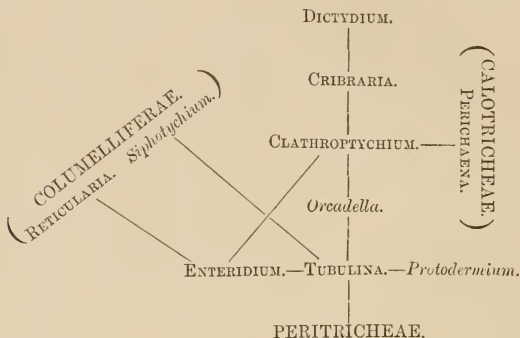 DICTYDIUM.
CRIBRARIA.
(COLUMELLIFERAE.
RETICULARIA. Siphotychium.)
CLATHROPTYCHIUM.
(CALOTRICHEAE.
PERICHAENA.)
Orcadella.
ENTERIDIUM.—TUBULINA.—Protodermium.
PERITRICHEAE.